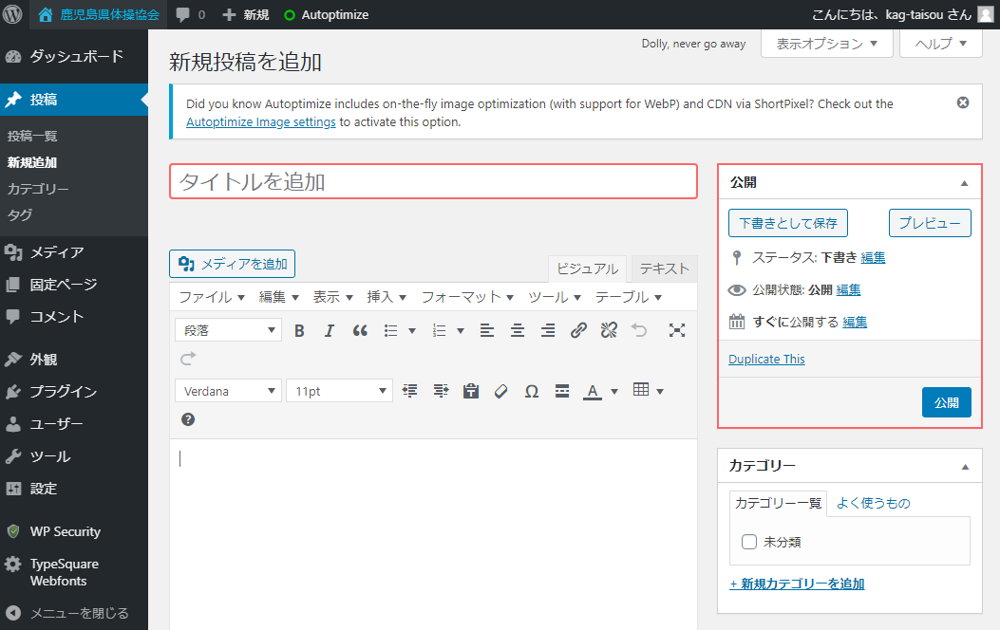 鹿児島県体操協会 0 新規 Autoptimize こんにちは、kag-taisou さん
ダッシュボード
投稿
投稿一覧
新規追加
カテゴリー
タグ
メディア
固定ページ
コメント
外観
プラグイン
ユーザー
ツール
設定
WP Security
TypeSquare
Webfonts
メニューを閉じる
Dolly, never go away 表示オプション ▼ ヘルプ ▼
新規投稿を追加
Did you know Autoptimize includes on-the-fly image optimization (with support for WebP) and CDN via ShortPixel? Check out the
Autoptimize Image settings to activate this option.
タイトルを追加
メディアを追加 ビジュアル テキスト
ファイル ▼ 編集 ▼ 表示 ▼ 挿入 ▼ フォーマット ▼ ツール ▼ テーブル ▼
段落 ▼ B I
Verdana ▼ 11pt ▼ Ω A ▼
公開 ▲
下書きとして保存 プレビュー
ステータス: 下書き 編集
公開状態: 公開 編集
すぐに公開する 編集
Duplicate This
公開
カテゴリー ▲
カテゴリー一覧 よく使うもの
未分類
+ 新規カテゴリーを追加